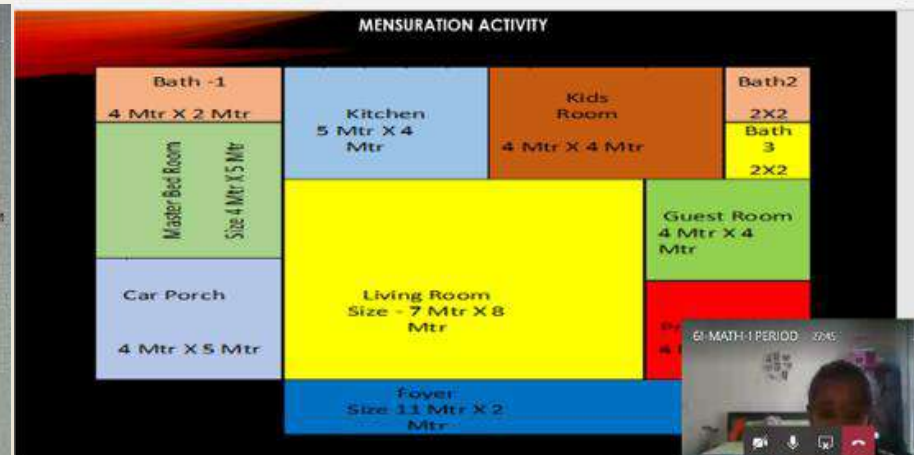 MENSURATION ACTIVITY
Bath -1
4 Mtr X 2 Mtr
Kitchen
5 Mtr X 4
Mtr
Kids
Room
4 Mtr X 4 Mtr
Bath2
2X2
Bath
3
2X2
Master Bed Room
Size 4 Mtr X 5 Mtr
Guest Room
4 Mtr X 4
Mtr
Car Porch
4 Mtr X 5 Mtr
Living Room
Size - 7 Mtr X 8
Mtr
6I-MATH-1 PERIOD
Foyer
Size 11 Mtr X 2
Mtr